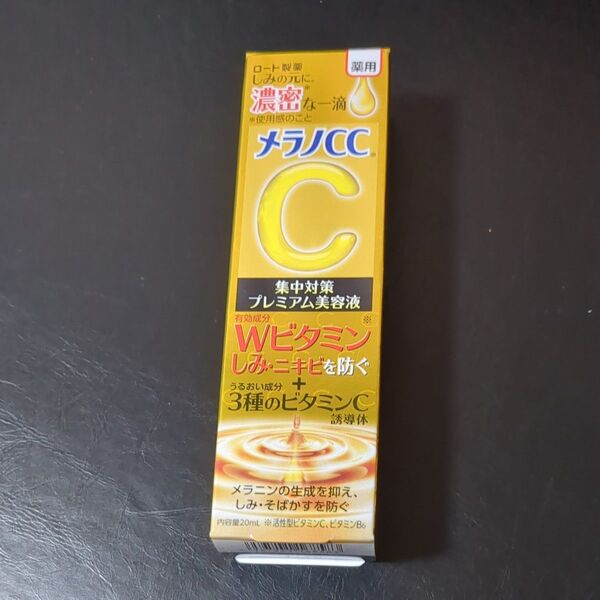 薬用
ロート製薬
しみの元に。
濃密*な一滴
*使用感のこと
メラノCC®
C
集中対策
プレミアム美容液
有効成分
Wビタミン※
しみ・ニキビを防ぐ
+
うるおい成分
3種のビタミンC
誘導体
メラニンの生成を抑え、
しみ・そばかすを防ぐ
内容量20mL ※活性型ビタミンC、ビタミンB6